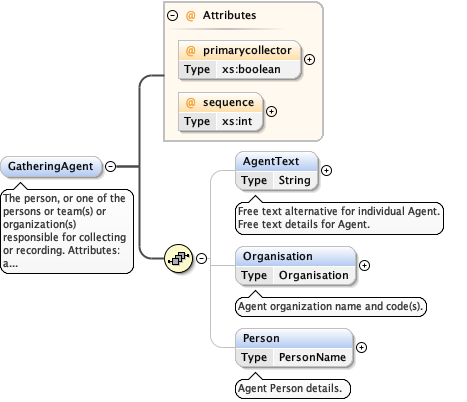 Attributes
@ primarycollector
Type xs:boolean
@ sequence
Type xs:int
GatheringAgent
The person, or one of the
persons or team(s) or
organization(s)
responsible for collecting
or recording. Attributes:
a...
AgentText
Type String
Free text alternative for individual Agent.
Free text details for Agent.
Organisation
Type Organisation
Agent organization name and code(s).
Person
Type PersonName
Agent Person details.